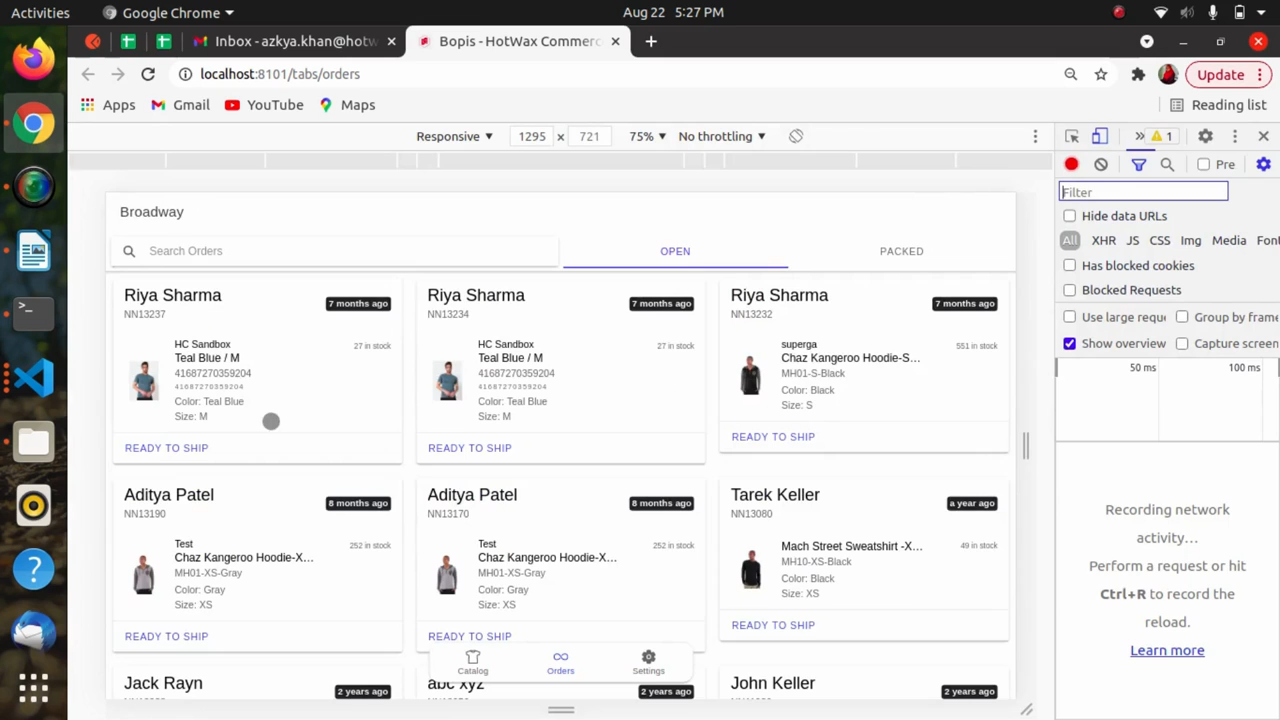 Activities
Google Chrome
Aug 22 5:27 PM
Inbox - azkya.khan@hotw
Bopis - HotWax Commerc
localhost:8101/tabs/orders
Update
Apps
Gmail
YouTube
Maps
Reading list
Responsive
1295 x 721
75%
No throttling
1
Pre
Filter
Hide data URLs
All XHR JS CSS Img Media Font
Has blocked cookies
Blocked Requests
Use large reque
Group by frame
Show overview
Capture screen
50 ms
100 ms
Recording network
activity…
Perform a request or hit
Ctrl+R to record the
reload.
Learn more
Broadway
Search Orders
OPEN
PACKED
Riya Sharma
NN13237
7 months ago
HC Sandbox
Teal Blue / M
41687270359204
41687270359204
Color: Teal Blue
Size: M
27 in stock
READY TO SHIP
Riya Sharma
NN13234
7 months ago
HC Sandbox
Teal Blue / M
41687270359204
41687270359204
Color: Teal Blue
Size: M
27 in stock
READY TO SHIP
Riya Sharma
NN13232
7 months ago
superga
Chaz Kangeroo Hoodie-S…
MH01-S-Black
Color: Black
Size: S
551 in stock
READY TO SHIP
Aditya Patel
NN13190
8 months ago
Test
Chaz Kangeroo Hoodie-X…
MH01-XS-Gray
Color: Gray
Size: XS
252 in stock
READY TO SHIP
Aditya Patel
NN13170
8 months ago
Test
Chaz Kangeroo Hoodie-X…
MH01-XS-Gray
Color: Gray
Size: XS
252 in stock
READY TO SHIP
Tarek Keller
NN13080
a year ago
Mach Street Sweatshirt -X…
MH10-XS-Black
Color: Black
Size: XS
49 in stock
READY TO SHIP
Jack Rayn
2 years ago
abc xyz
2 years ago
John Keller
2 years ago
Catalog
Orders
Settings